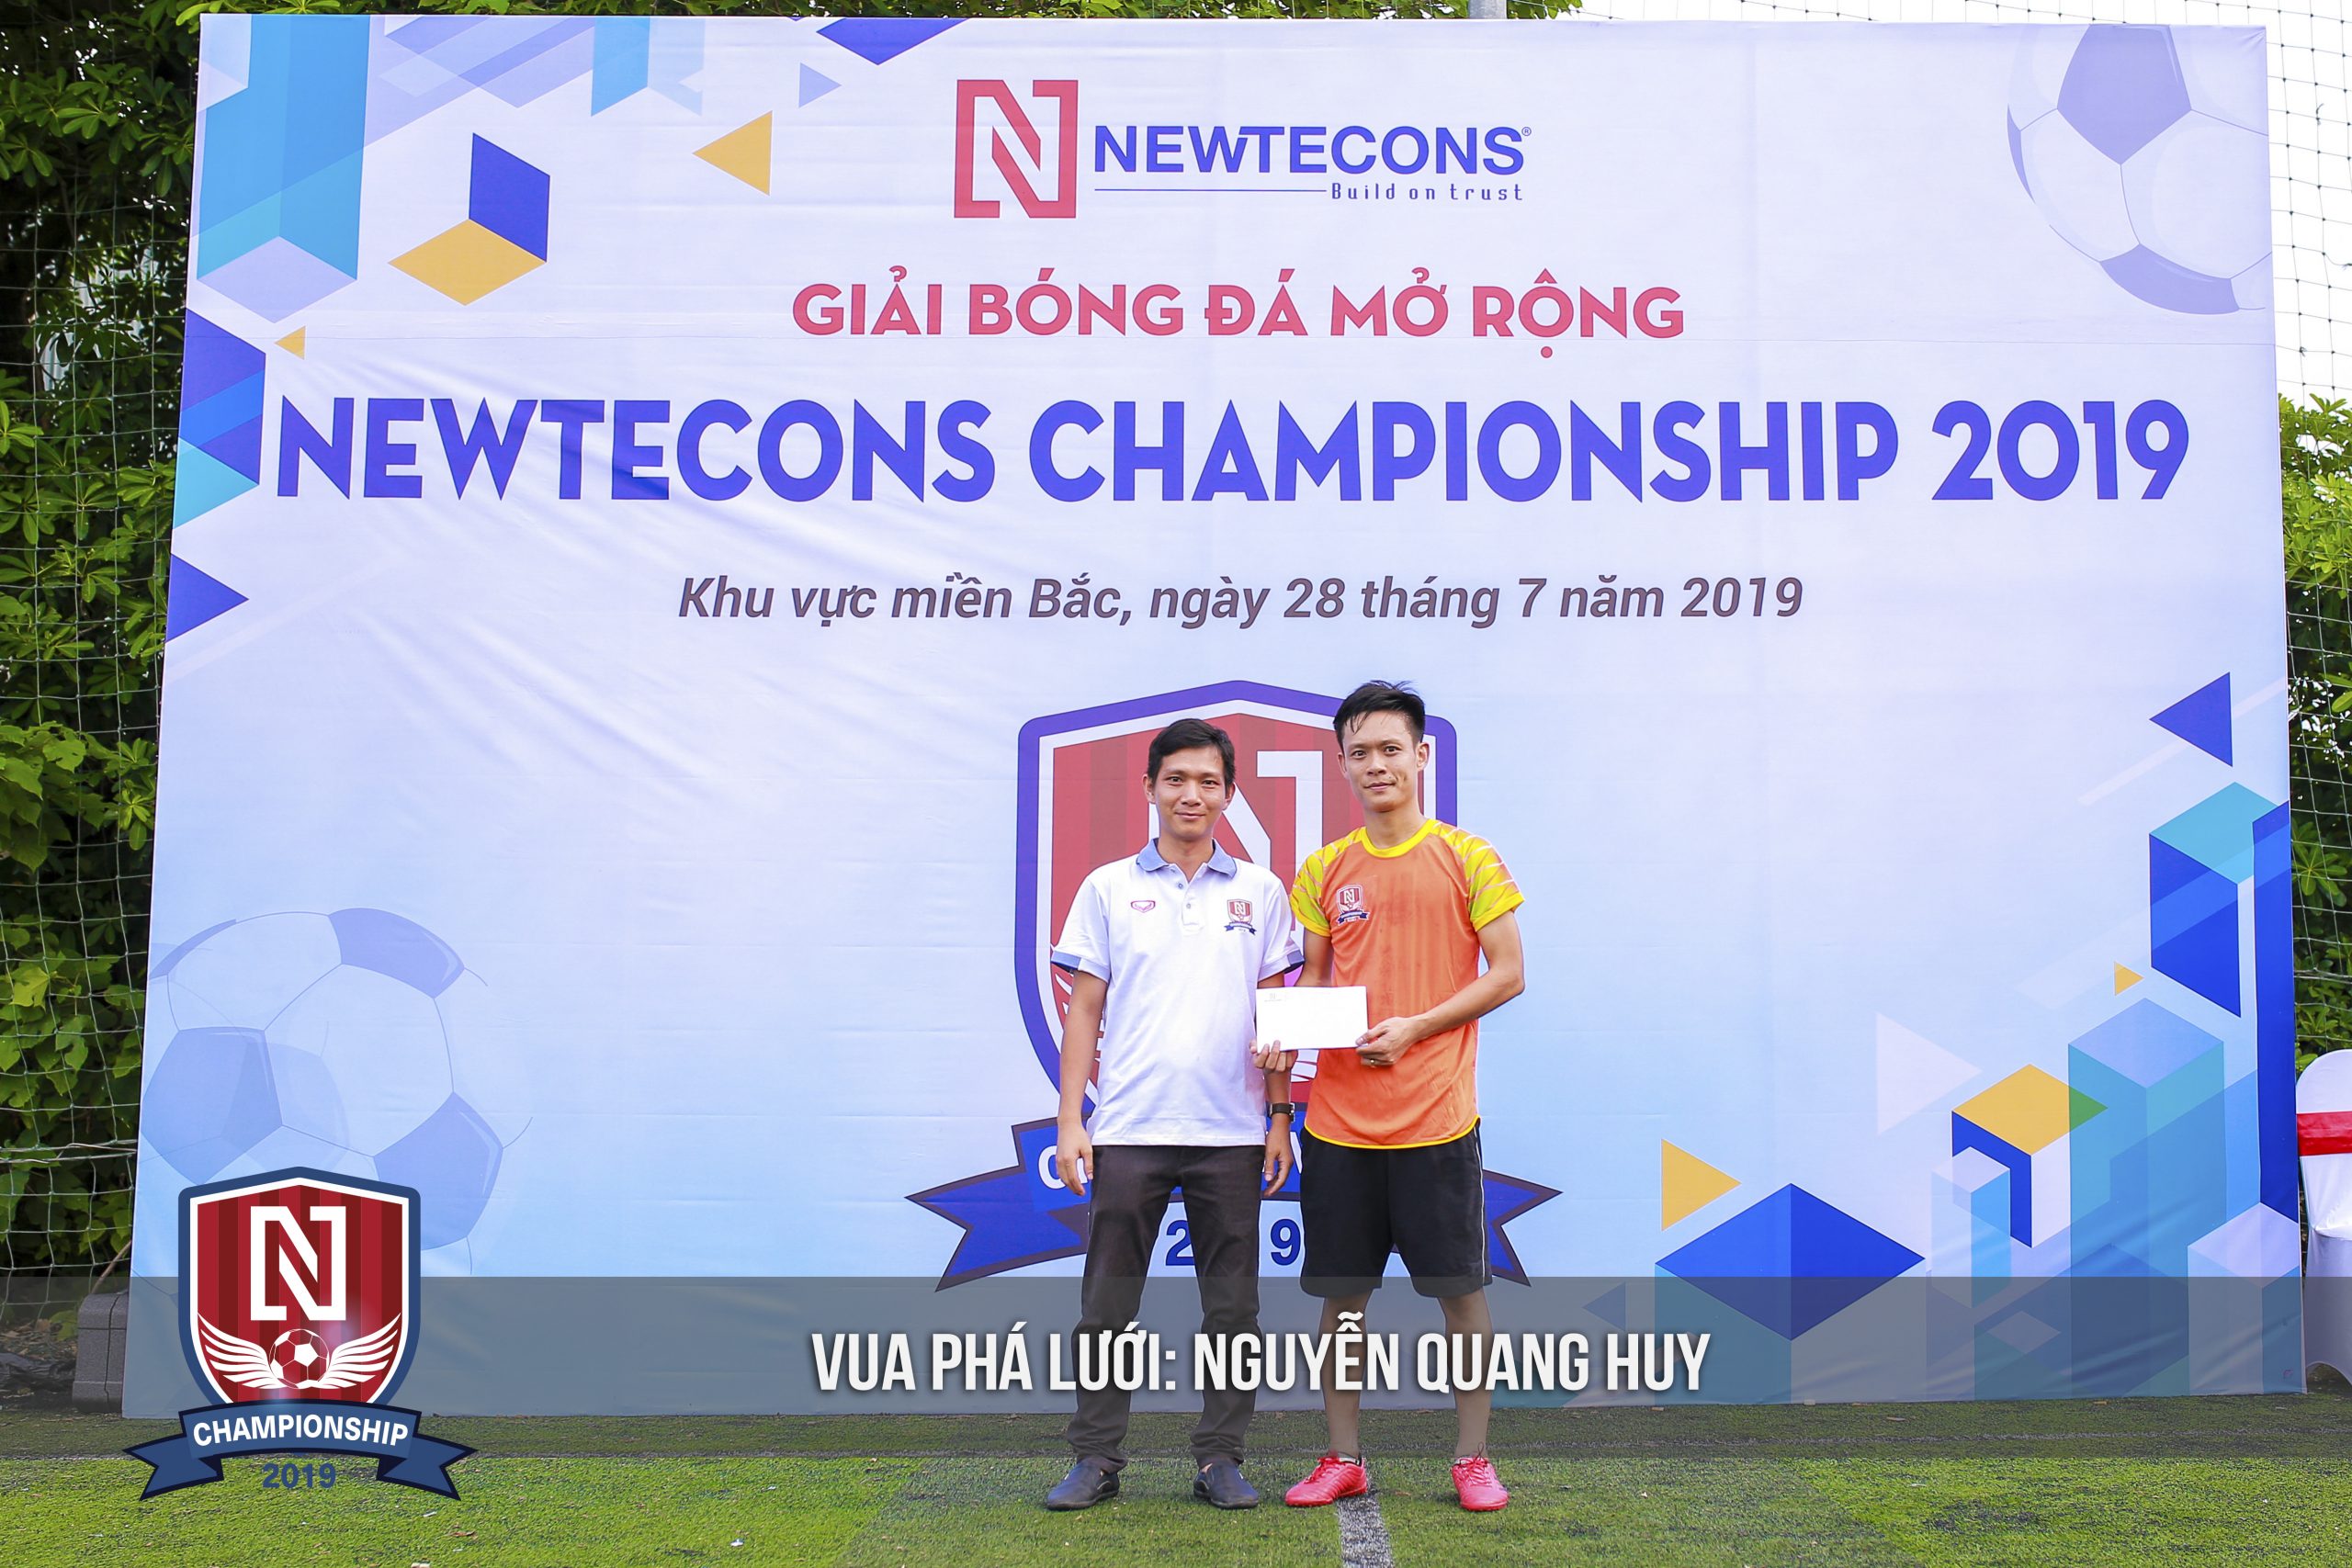 NEWTECONS®
Build on trust
GIẢI BÓNG ĐÁ MỞ RỘNG
NEWTECONS CHAMPIONSHIP 2019
Khu vực miền Bắc, ngày 28 tháng 7 năm 2019
N
N
CHAMPIONSHIP
2019
VUA PHÁ LƯỚI: NGUYỄN QUANG HUY